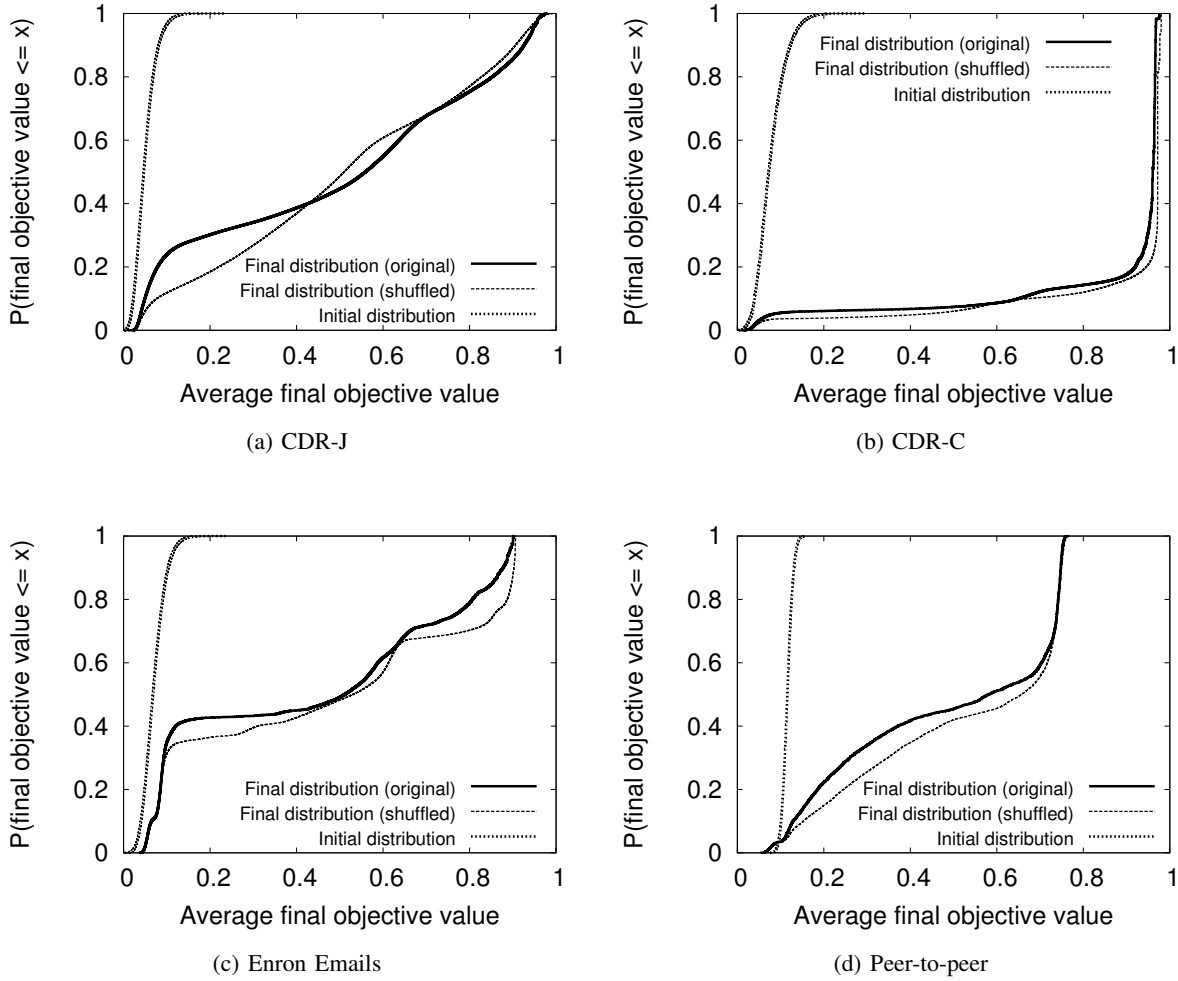 P(final objective value <= x)
1
0.8
0.6
0.4
0.2
0
Final distribution (original)
Final distribution (shuffled)
Initial distribution
0 0.2 0.4 0.6 0.8 1
Average final objective value
(a) CDR-J
P(final objective value <= x)
1
0.8
0.6
0.4
0.2
0
Final distribution (original)
Final distribution (shuffled)
Initial distribution
0 0.2 0.4 0.6 0.8 1
Average final objective value
(b) CDR-C
P(final objective value <= x)
1
0.8
0.6
0.4
0.2
0
Final distribution (original)
Final distribution (shuffled)
Initial distribution
0 0.2 0.4 0.6 0.8 1
Average final objective value
(c) Enron Emails
P(final objective value <= x)
1
0.8
0.6
0.4
0.2
0
Final distribution (original)
Final distribution (shuffled)
Initial distribution
0 0.2 0.4 0.6 0.8 1
Average final objective value
(d) Peer-to-peer